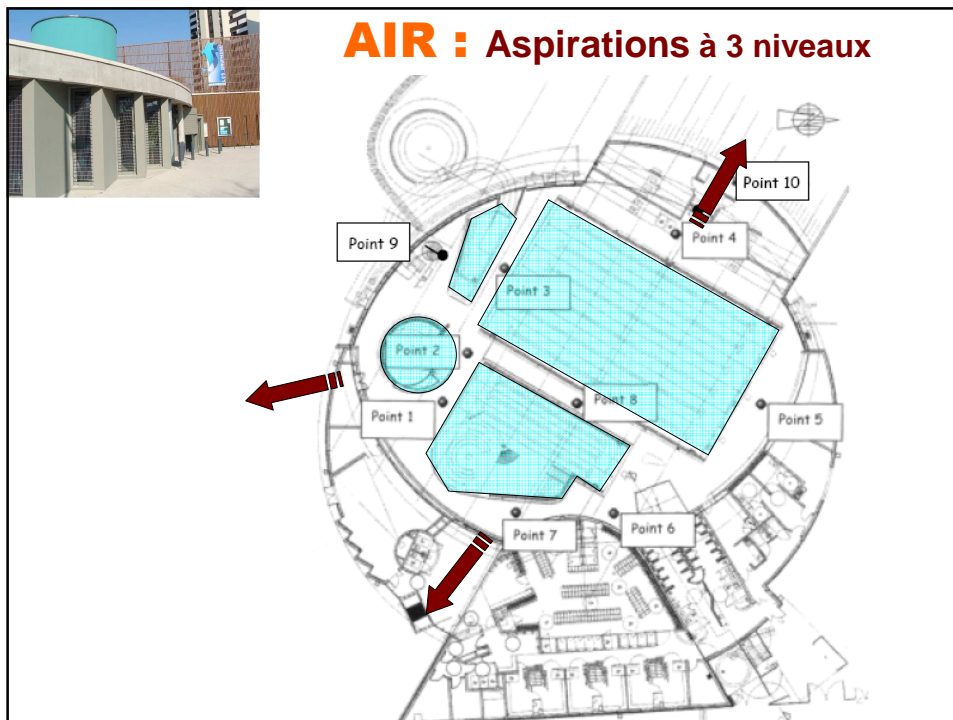 AIR : Aspirations à 3 niveaux
Point 10
Point 4
Point 9
Point 3
Point 2
Point 8
Point 1
Point 5
Point 6
Point 7